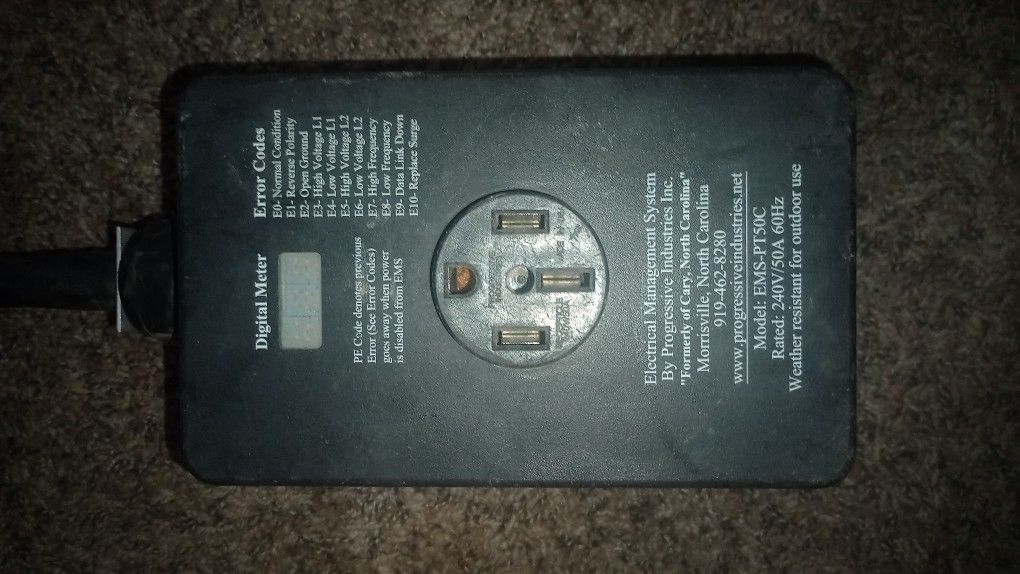 Digital Meter
PE Code denotes previous
Error (See Error Codes)
goes away when power
is disabled from EMS
Error Codes
E0- Normal Condition
E1- Reverse Polarity
E2- Open Ground
E3- High Voltage L1
E4- Low Voltage L1
E5- High Voltage L2
E6- Low Voltage L2
E7- High Frequency
E8- Low Frequency
E9- Data Link Down
E10- Replace Surge
Electrical Management System
By Progressive Industries Inc.
"Formerly of Cary, North Carolina"
Morrisville, North Carolina
919-462-8280
www.progressiveindustries.net
Model: EMS-PT50C
Rated: 240V/50A 60Hz
Weather resistant for outdoor use